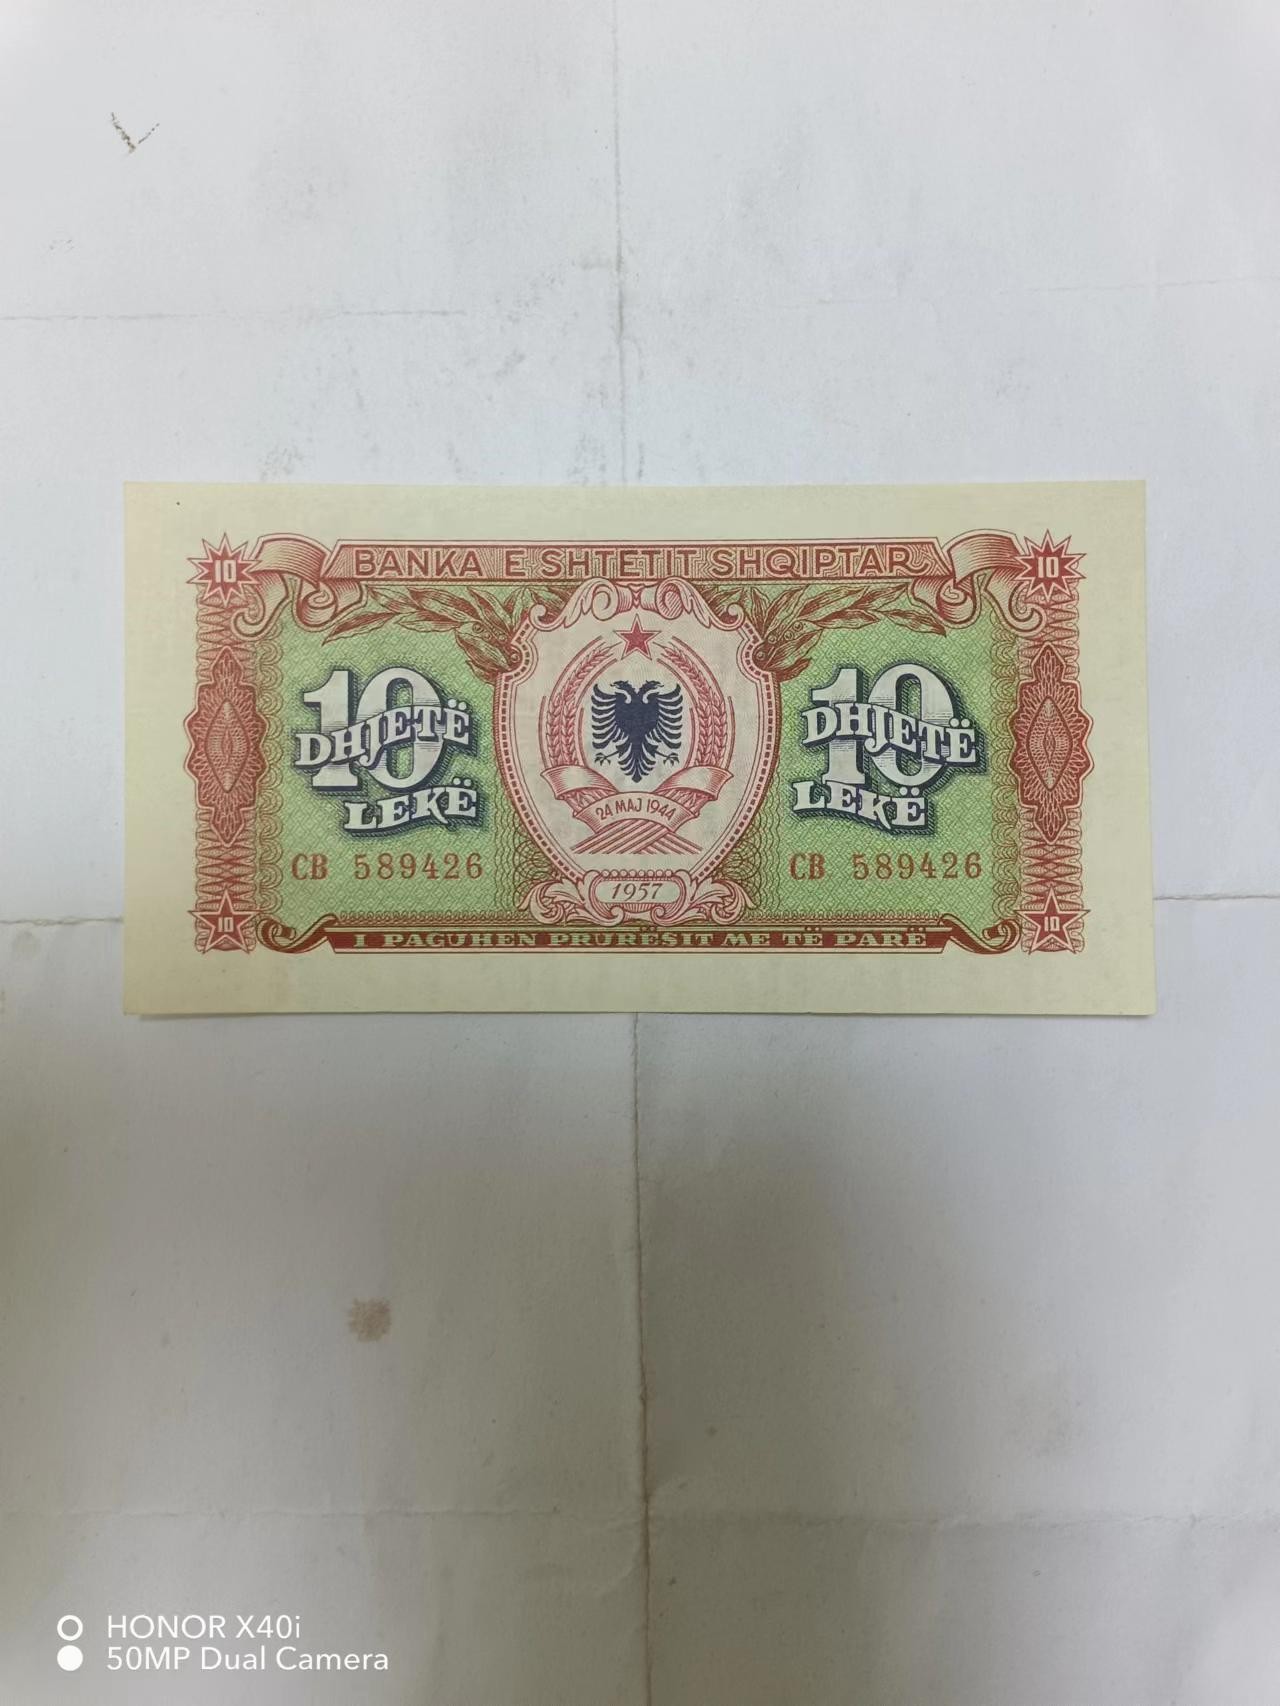 BANKA E SHTETIT SHQIPTAR
10
10
10
DHJETË
LEKË
10
DHJETË
LEKË
24 MAJ 1944
CB 589426
CB 589426
1957
10
10
I PAGUHEN PRURËSIT ME TË PARË
HONOR X40i
50MP Dual Camera